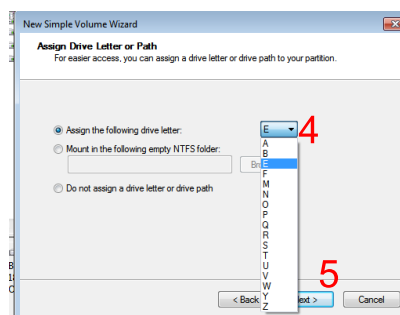 New Simple Volume Wizard
Assign Drive Letter or Path
For easier access, you can assign a drive letter or drive path to your partition.
Assign the following drive letter:
E
4
A
B
Mount in the following empty NTFS folder:
E
F
M
N
Do not assign a drive letter or drive path
O
P
Q
R
S
T
U
V
W
Y
Z
5
< Back
ext >
Cancel